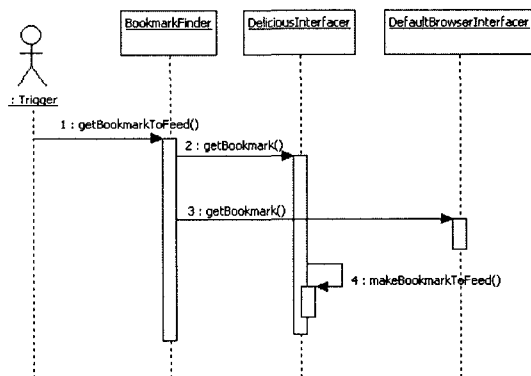 BookmarkFinder
DeliciousInterfacer
DefaultBrowserInterfacer
: Trigger
1 : getBookmarkToFeed()
2 : getBookmark()
3 : getBookmark()
4 : makeBookmarkToFeed()